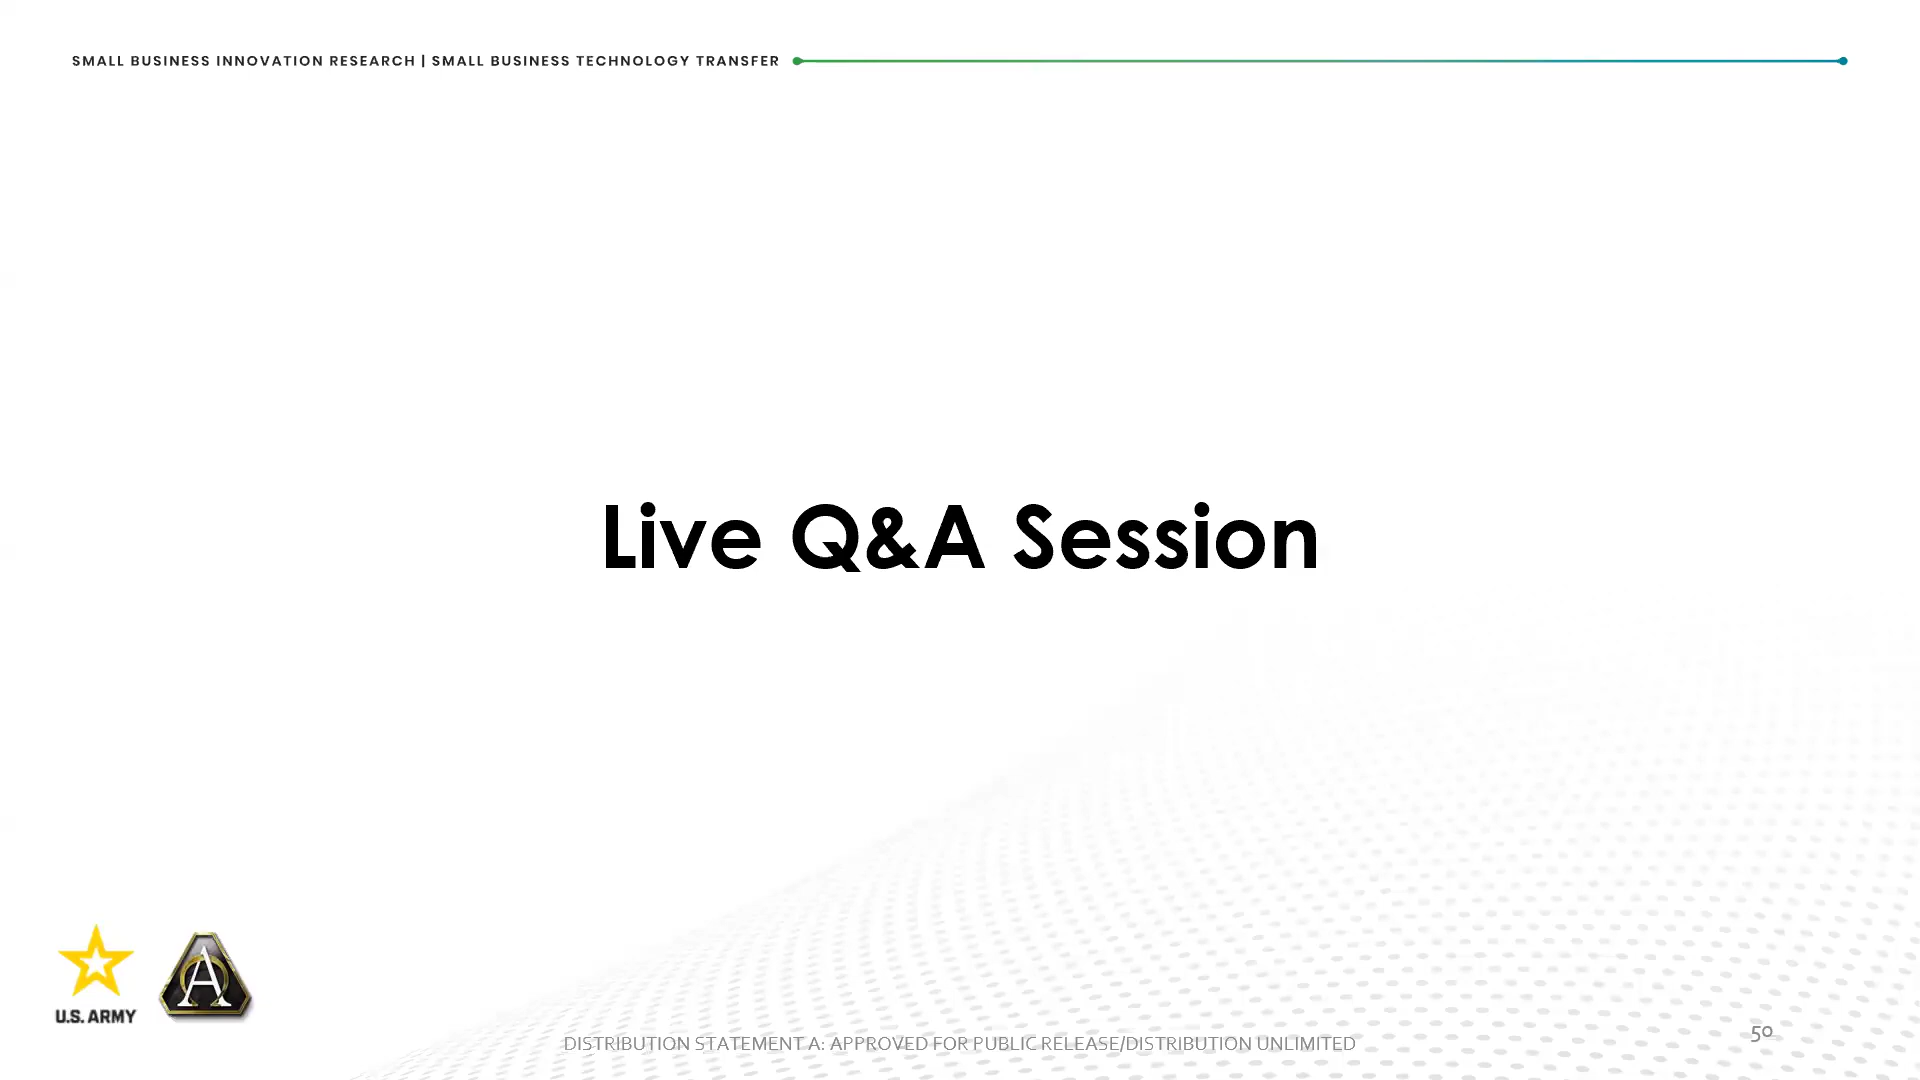 SMALL BUSINESS INNOVATION RESEARCH | SMALL BUSINESS TECHNOLOGY TRANSFER
Live Q&A Session
U.S. ARMY
DISTRIBUTION STATEMENT A: APPROVED FOR PUBLIC RELEASE/DISTRIBUTION UNLIMITED
50